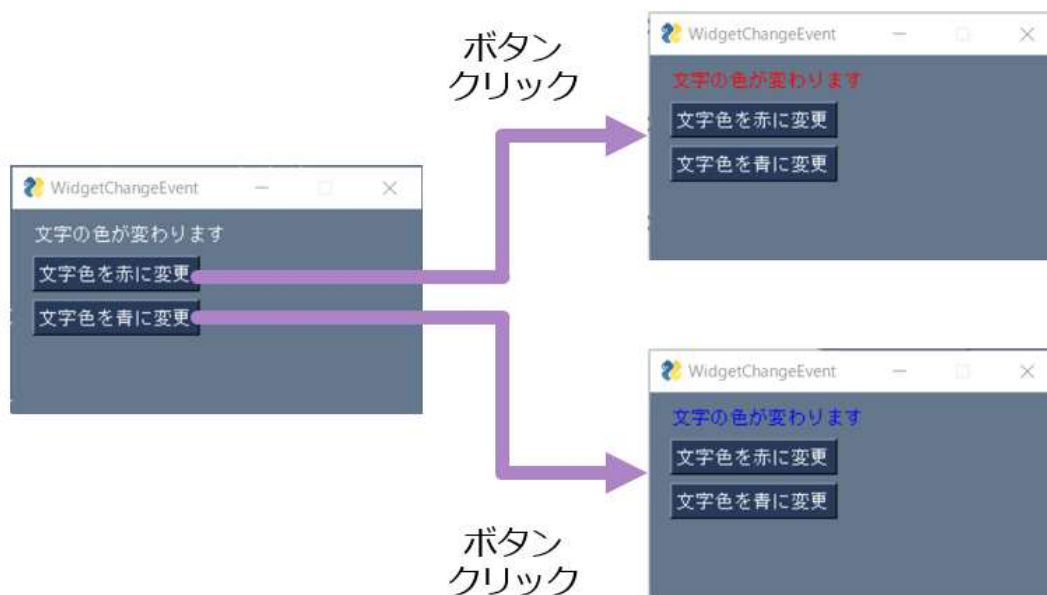 ボタン
クリック
WidgetChangeEvent
文字の色が変わります
文字色を赤に変更
文字色を青に変更
WidgetChangeEvent
文字の色が変わります
文字色を赤に変更
文字色を青に変更
WidgetChangeEvent
文字の色が変わります
文字色を赤に変更
文字色を青に変更
ボタン
クリック